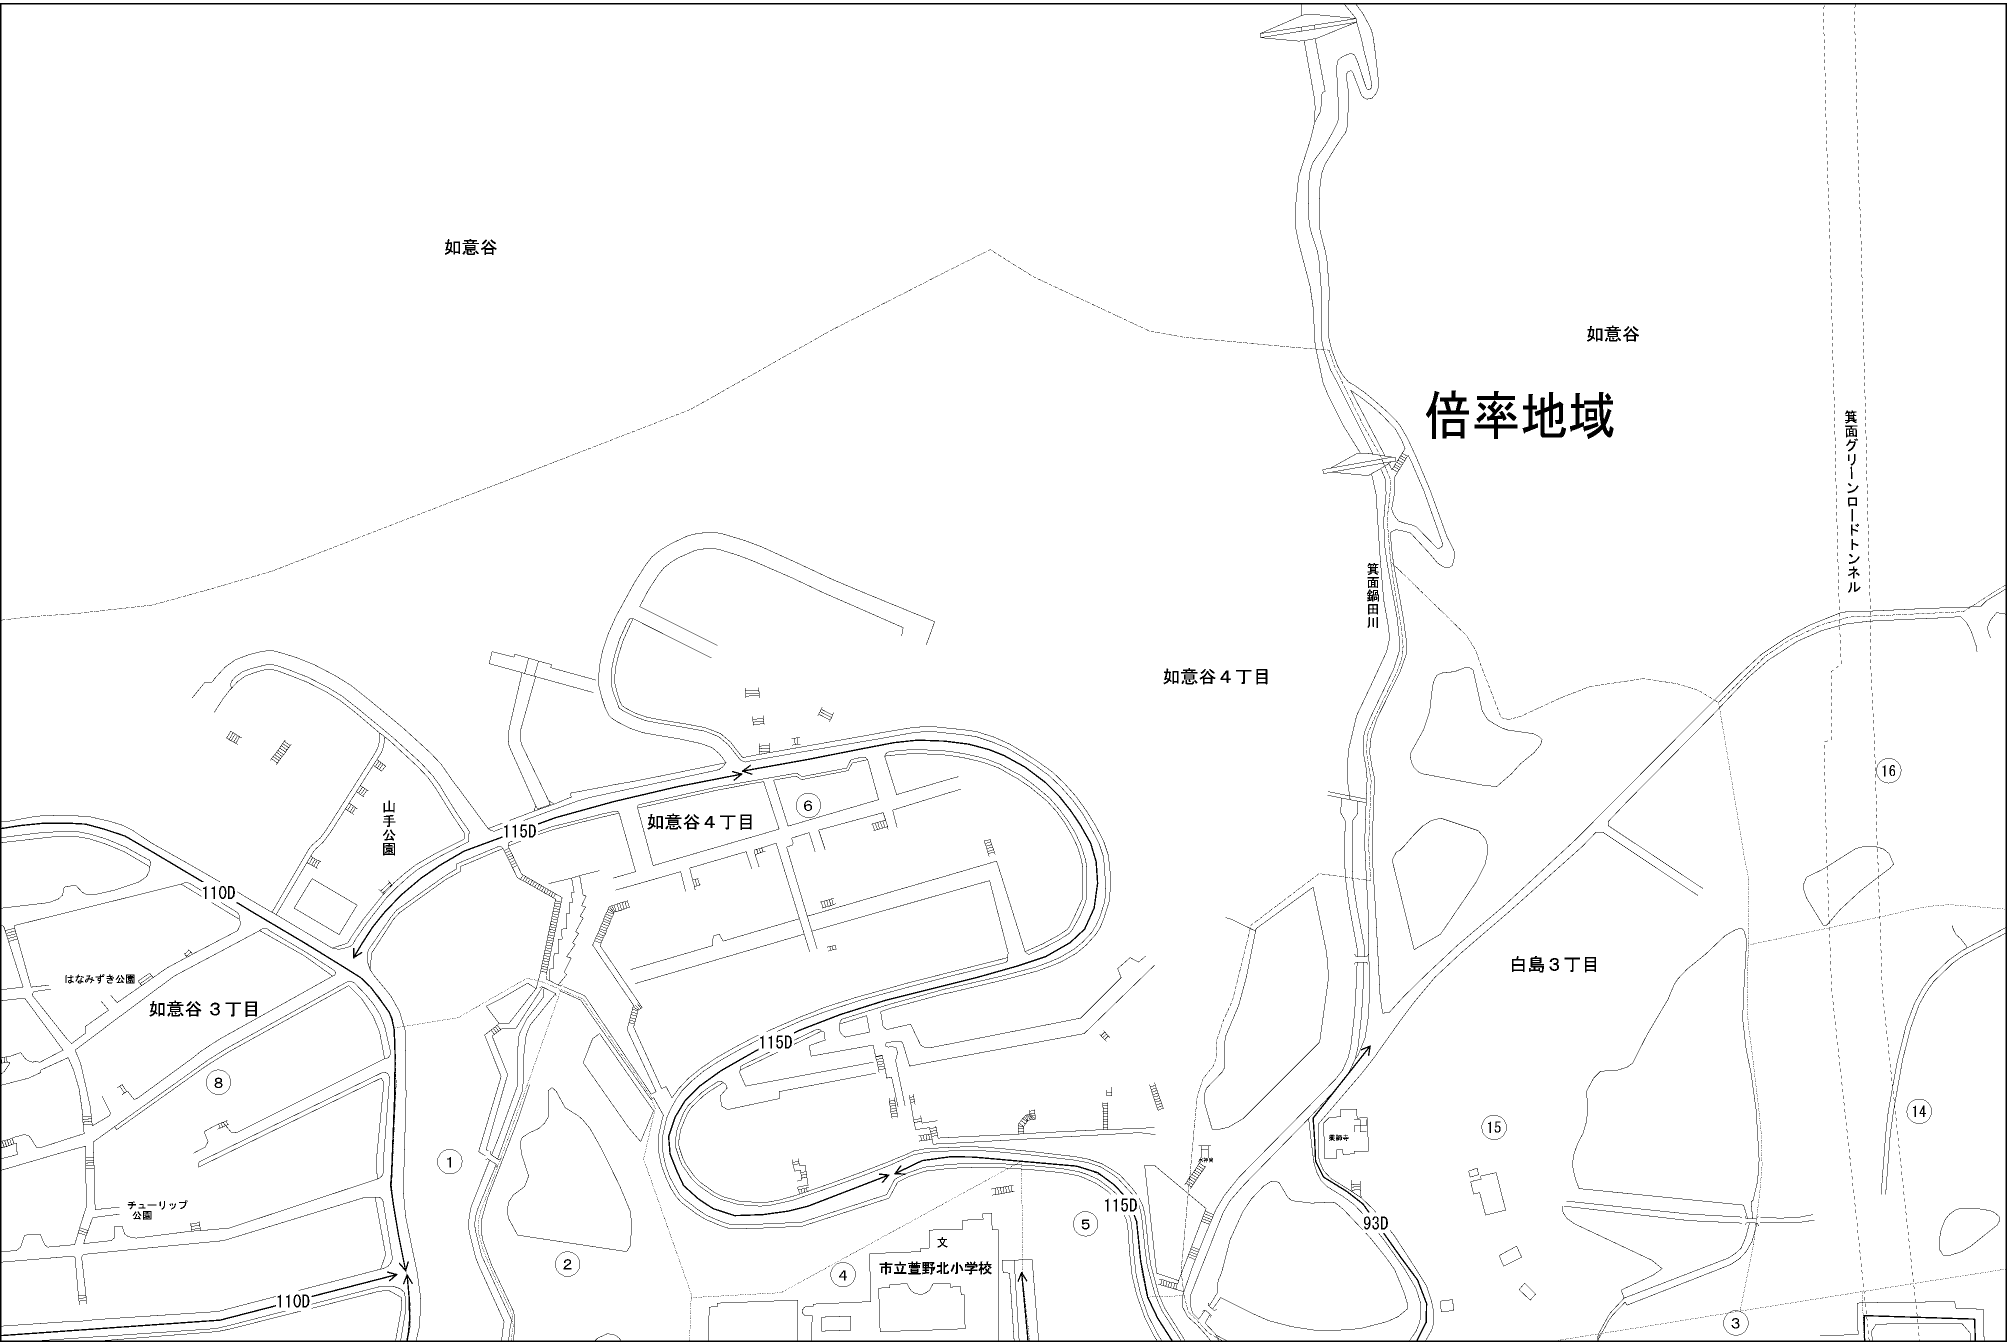 如意谷
如意谷
倍率地域
箕面グリーンロードトンネル
箕面鍋田川
如意谷４丁目
16
山手公園
6
115D
如意谷４丁目
110D
はなみずき公園
如意谷 ３丁目
白島３丁目
115D
8
14
15
薬師寺
1
チューリップ
公園
115D
5
93D
文
2
4
市立萱野北小学校
110D
3